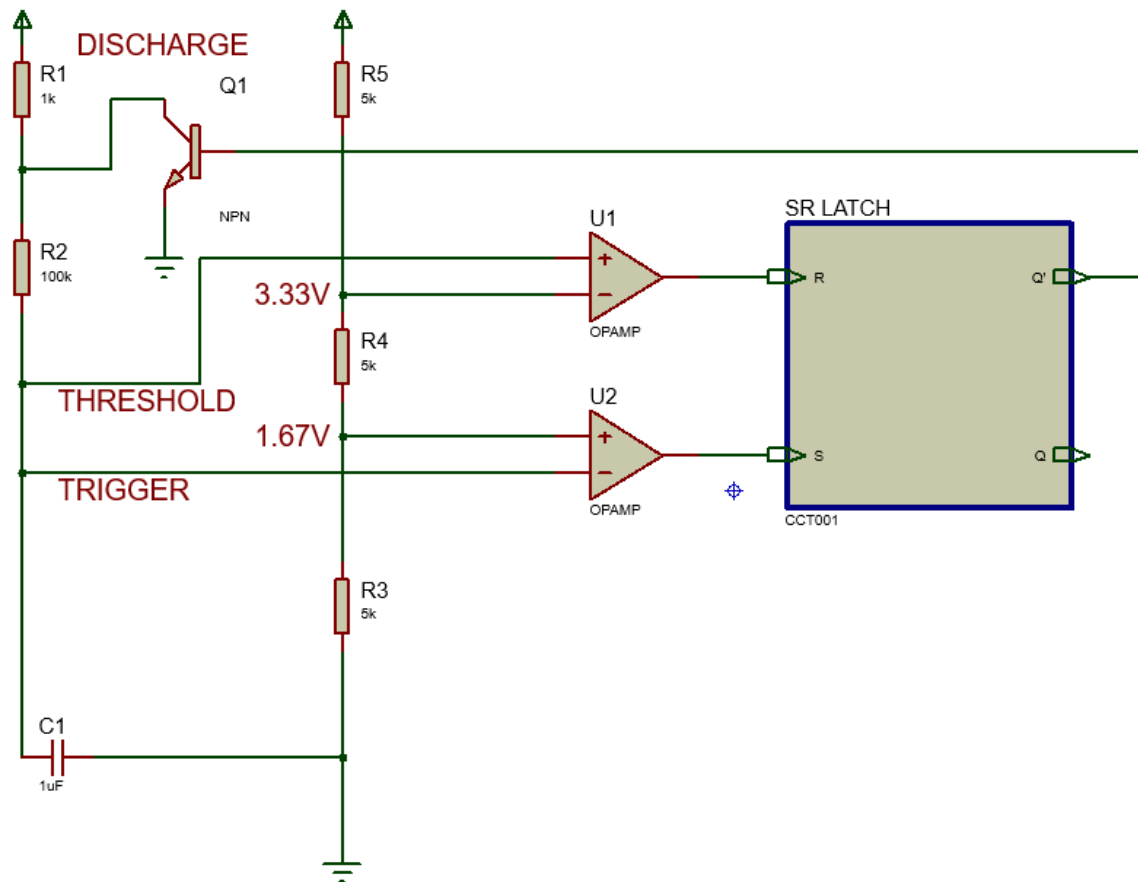 DISCHARGE
R1
1k
Q1
NPN
R5
5k
R2
100k
3.33V
U1
+
−
OPAMP
SR LATCH
R
Q'
S
Q
CCT001
R4
5k
THRESHOLD
1.67V
U2
+
−
OPAMP
TRIGGER
R3
5k
C1
1uF